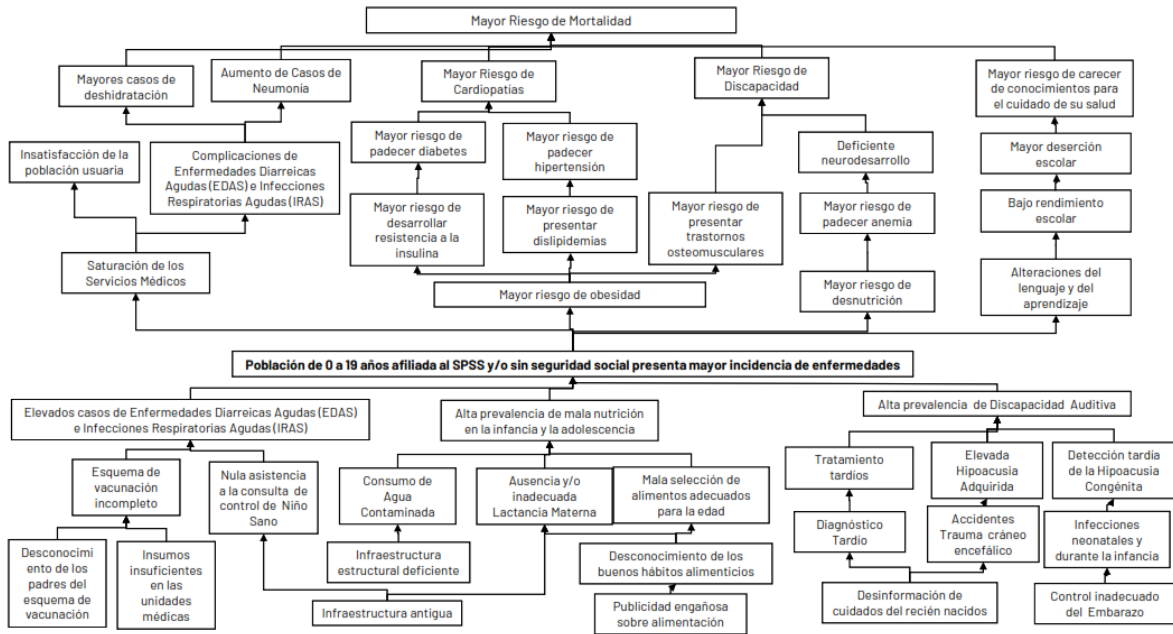 Mayor Riesgo de Mortalidad
Mayores casos de
deshidratación
Aumento de Casos de
Neumonía
Mayor Riesgo de
Cardiopatías
Mayor Riesgo de
Discapacidad
Mayor riesgo de carecer
de conocimientos para
el cuidado de su salud
Insatisfacción de la
población usuaria
Complicaciones de
Enfermedades Diarreicas
Agudas (EDAS) e Infecciones
Respiratorias Agudas (IRAS)
Mayor riesgo de
padecer diabetes
Mayor riesgo de
padecer
hipertensión
Deficiente
neurodesarrollo
Mayor deserción
escolar
Mayor riesgo de
desarrollar
resistencia a la
insulina
Mayor riesgo de
presentar
dislipidemias
Mayor riesgo de
presentar
trastornos
osteomusculares
Mayor riesgo de
padecer anemia
Bajo rendimiento
escolar
Saturación de los
Servicios Médicos
Mayor riesgo de obesidad
Mayor riesgo de
desnutrición
Alteraciones del
lenguaje y del
aprendizaje
Población de 0 a 19 años afiliada al SPSS y/o sin seguridad social presenta mayor incidencia de enfermedades
Elevados casos de Enfermedades Diarreicas Agudas (EDAS)
e Infecciones Respiratorias Agudas (IRAS)
Alta prevalencia de mala nutrición
en la infancia y la adolescencia
Alta prevalencia de Discapacidad Auditiva
Esquema de
vacunación
incompleto
Nula asistencia
a la consulta de
control de Niño
Sano
Consumo de
Agua
Contaminada
Ausencia y/o
inadecuada
Lactancia Materna
Mala selección de
alimentos adecuados
para la edad
Tratamiento
tardíos
Elevada
Hipoacusia
Adquirida
Detección tardía
de la Hipoacusia
Congénita
Desconocimi
ento de los
padres del
esquema de
vacunación
Insumos
insuficientes en
las unidades
médicas
Infraestructura
estructural deficiente
Desconocimiento de los
buenos hábitos alimenticios
Diagnóstico
Tardío
Accidentes
Trauma cráneo
encefálico
Infecciones
neonatales y
durante la infancia
Infraestructura antigua
Publicidad engañosa
sobre alimentación
Desinformación de
cuidados del recién nacidos
Control inadecuado
del Embarazo